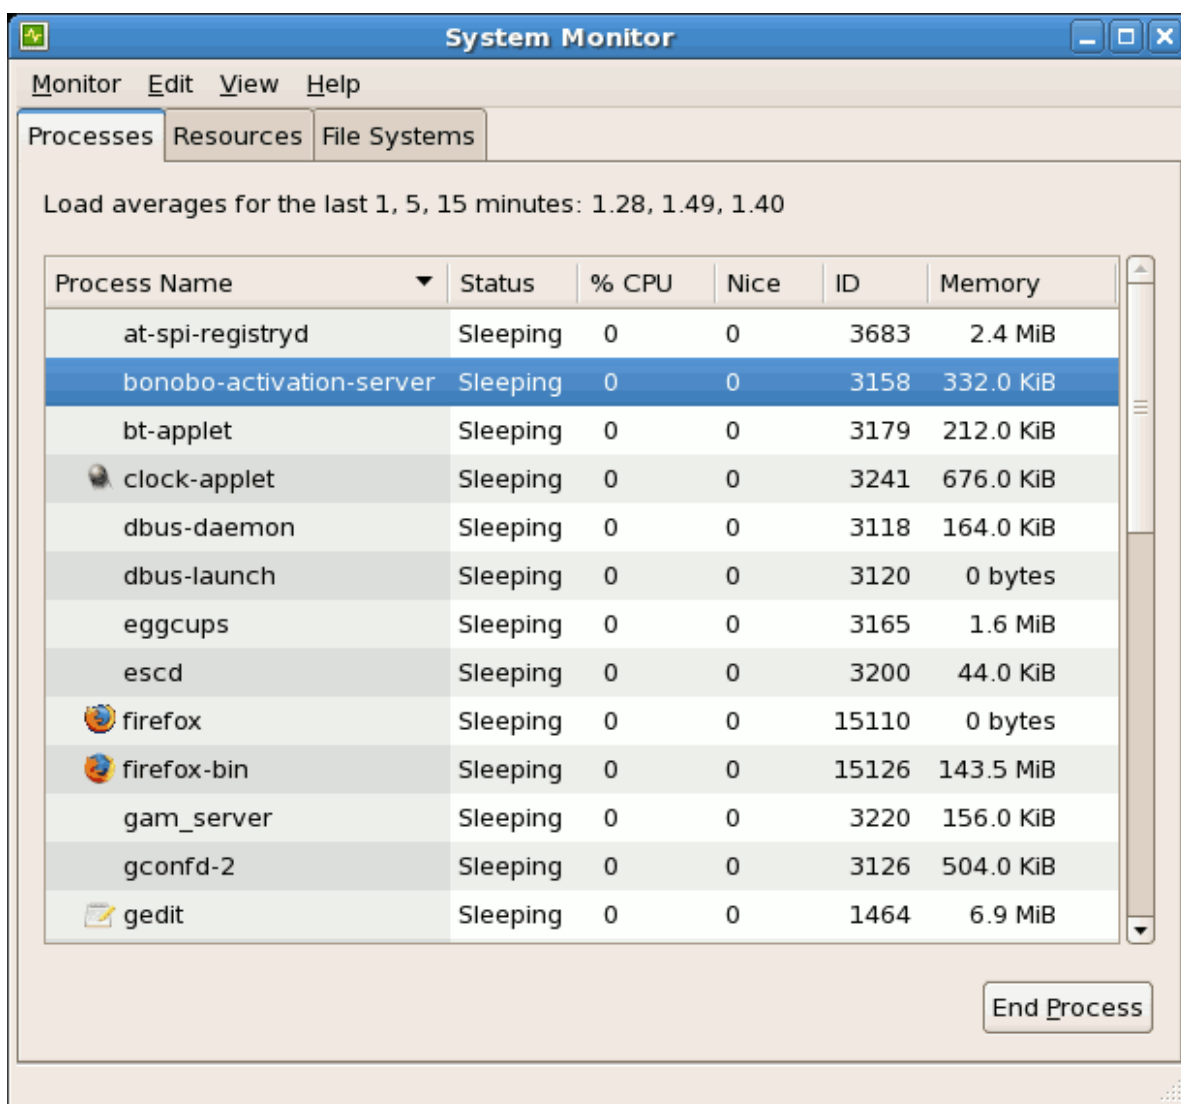 System Monitor
Monitor Edit View Help
Processes Resources File Systems
Load averages for the last 1, 5, 15 minutes: 1.28, 1.49, 1.40
Process Name Status % CPU Nice ID Memory
at-spi-registryd Sleeping 0 0 3683 2.4 MiB
bonobo-activation-server Sleeping 0 0 3158 332.0 KiB
bt-applet Sleeping 0 0 3179 212.0 KiB
clock-applet Sleeping 0 0 3241 676.0 KiB
dbus-daemon Sleeping 0 0 3118 164.0 KiB
dbus-launch Sleeping 0 0 3120 0 bytes
eggcups Sleeping 0 0 3165 1.6 MiB
escd Sleeping 0 0 3200 44.0 KiB
firefox Sleeping 0 0 15110 0 bytes
firefox-bin Sleeping 0 0 15126 143.5 MiB
gam_server Sleeping 0 0 3220 156.0 KiB
gconfd-2 Sleeping 0 0 3126 504.0 KiB
gedit Sleeping 0 0 1464 6.9 MiB
End Process